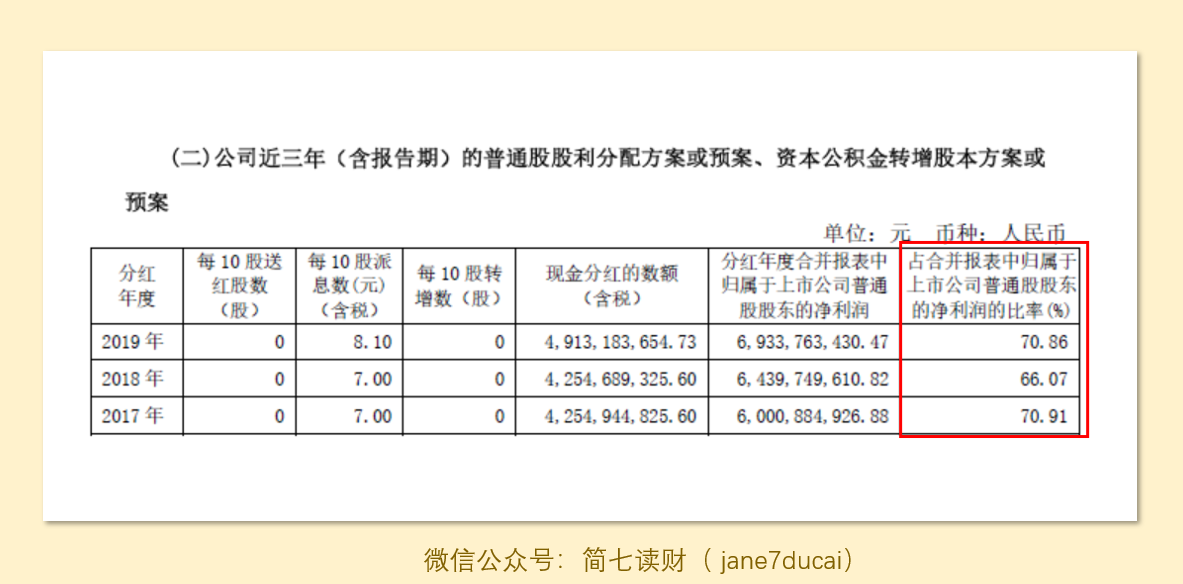 (二)公司近三年（含报告期）的普通股股利分配方案或预案、资本公积金转增股本方案或
预案
单位：元 币种：人民币
分红年度 每 10 股送红股数（股） 每 10 股派息数(元)（含税） 每 10 股转增数（股） 现金分红的数额（含税） 分红年度合并报表中归属于上市公司普通股股东的净利润 占合并报表中归属于上市公司普通股股东的净利润的比率(%)
2019 年 0 8.10 0 4,913,183,654.73 6,933,763,430.47 70.86
2018 年 0 7.00 0 4,254,689,325.60 6,439,749,610.82 66.07
2017 年 0 7.00 0 4,254,944,825.60 6,000,884,926.88 70.91
微信公众号：简七读财（ jane7ducai）